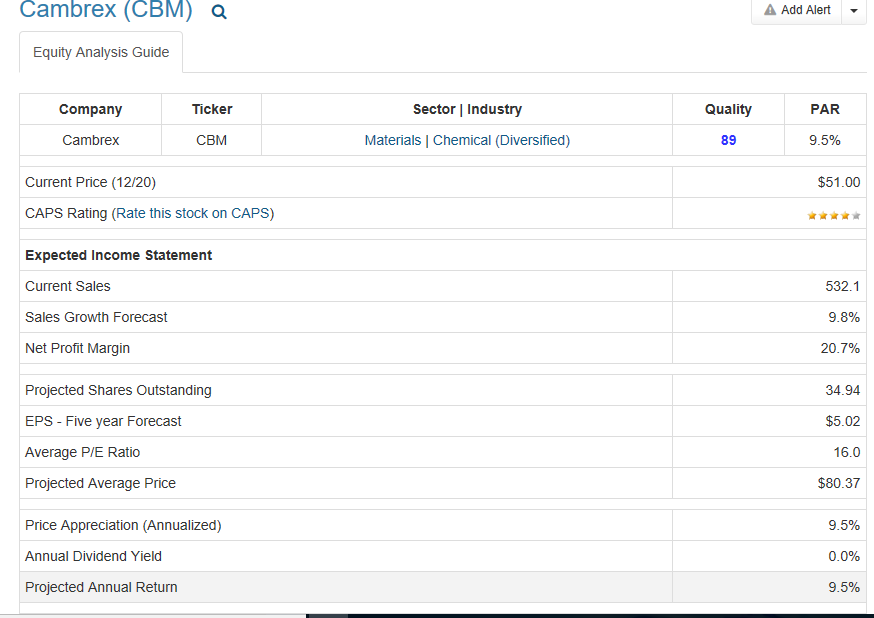 Cambrex (CBM)
Add Alert
Equity Analysis Guide
Company Ticker Sector | Industry Quality PAR
Cambrex CBM Materials | Chemical (Diversified) 89 9.5%
Current Price (12/20) $51.00
CAPS Rating (Rate this stock on CAPS)
Expected Income Statement
Current Sales 532.1
Sales Growth Forecast 9.8%
Net Profit Margin 20.7%
Projected Shares Outstanding 34.94
EPS - Five year Forecast $5.02
Average P/E Ratio 16.0
Projected Average Price $80.37
Price Appreciation (Annualized) 9.5%
Annual Dividend Yield 0.0%
Projected Annual Return 9.5%